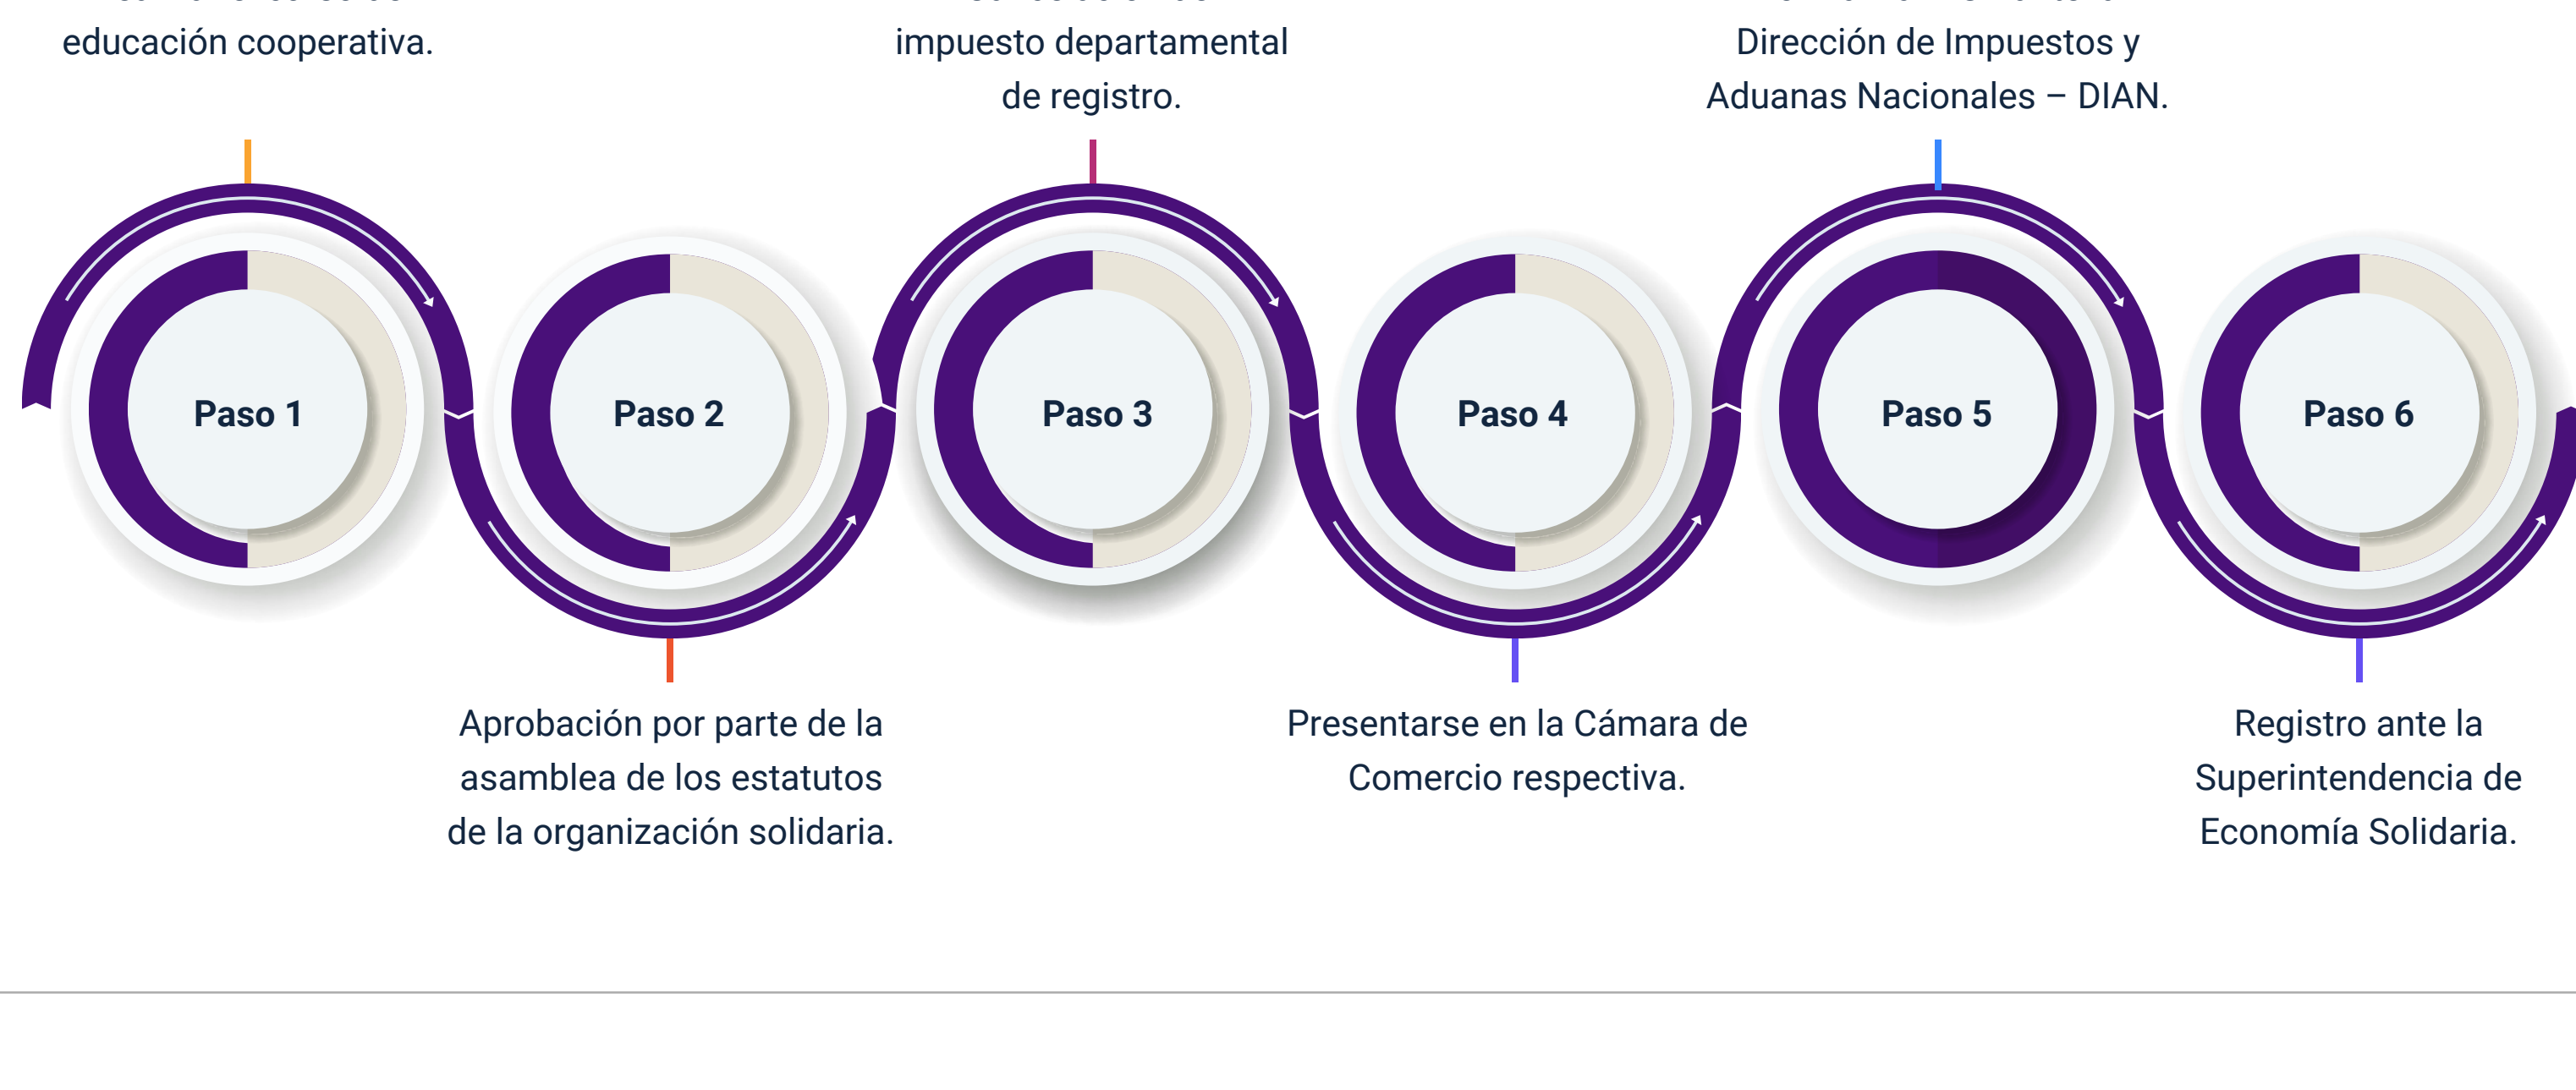 educación cooperativa.
impuesto departamental
de registro.
Dirección de Impuestos y
Aduanas Nacionales – DIAN.
Paso 1
Paso 2
Paso 3
Paso 4
Paso 5
Paso 6
Aprobación por parte de la
asamblea de los estatutos
de la organización solidaria.
Presentarse en la Cámara de
Comercio respectiva.
Registro ante la
Superintendencia de
Economía Solidaria.